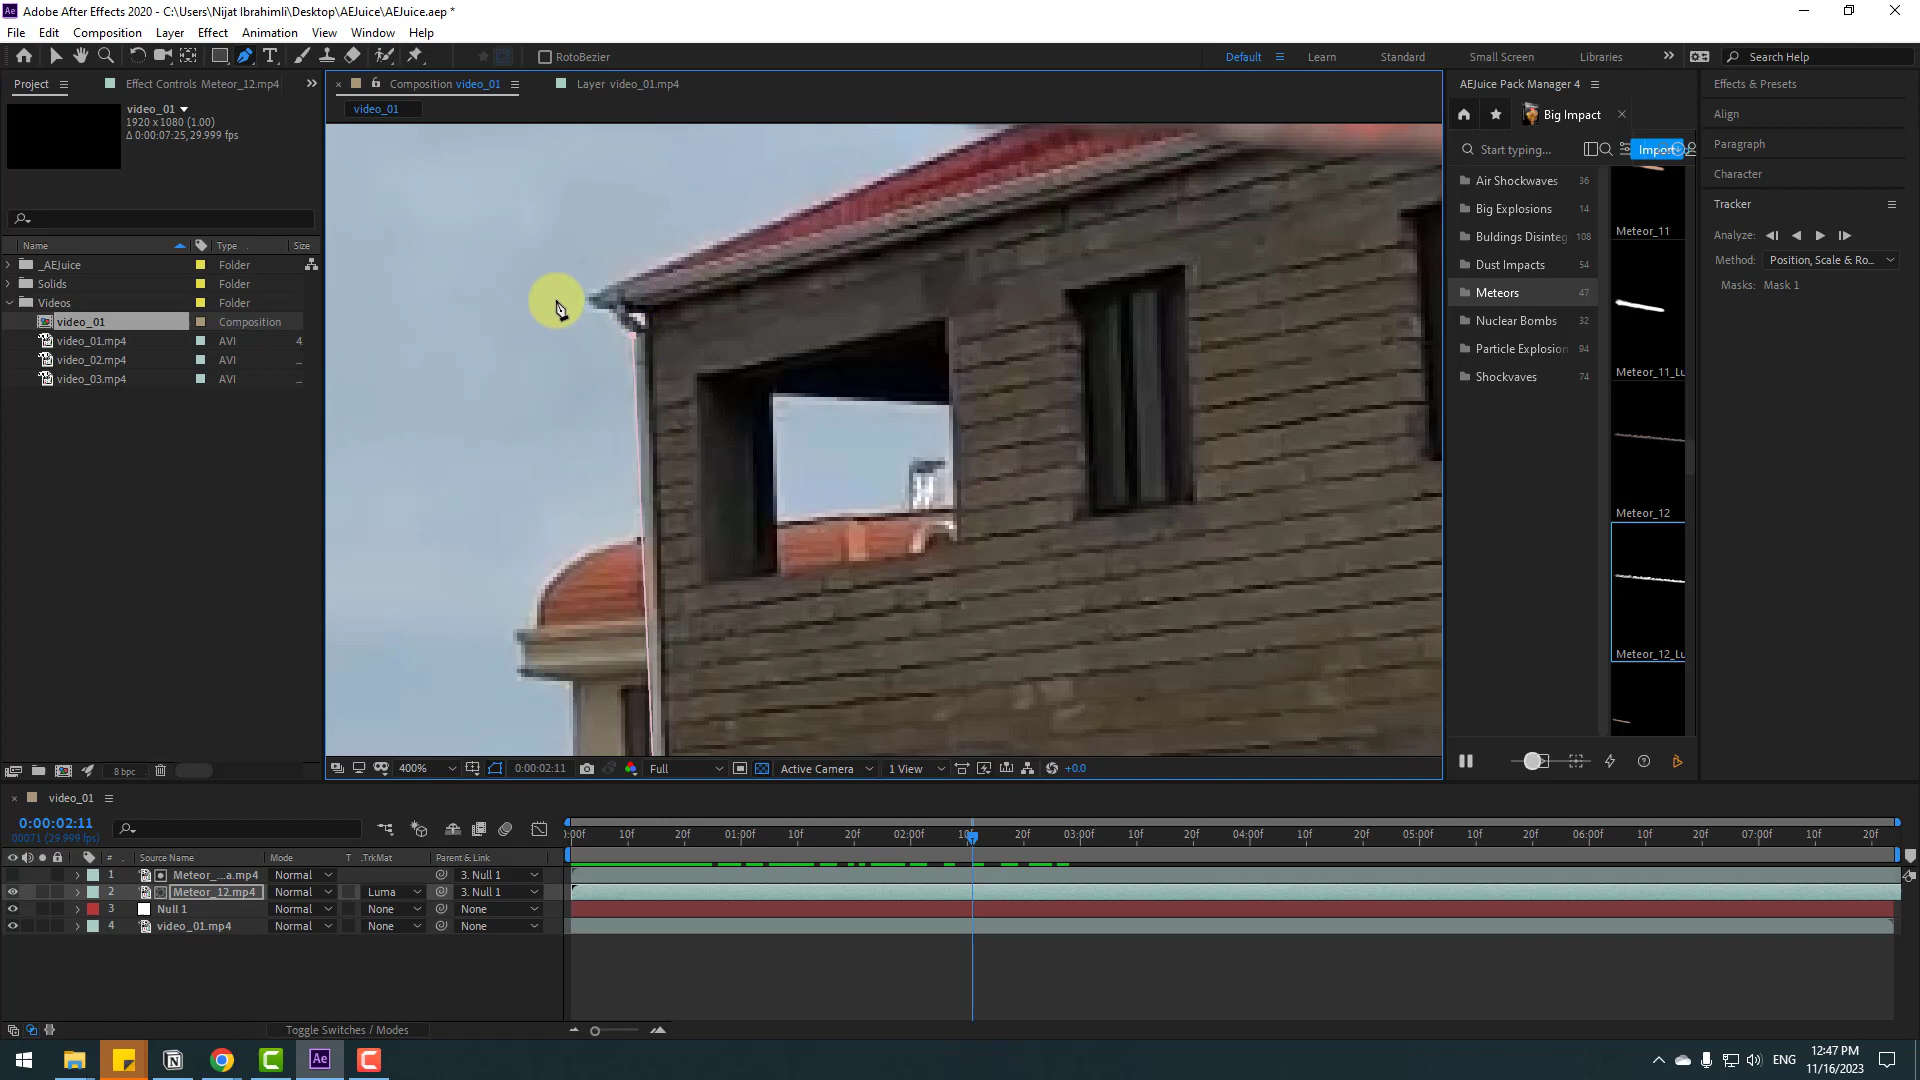 Adobe After Effects 2020 - C:\Users\Nijat Ibrahimli\Desktop\AEJuice\AEJuice.aep *
File Edit Composition Layer Effect Animation View Window Help
RotoBezier
Default Learn Standard Small Screen Libraries Search Help
Project
Effect Controls Meteor_12.mp4
Composition video_01
Layer video_01.mp4
video_01
1920 x 1080 (1.00)
Δ 0:00:07:25, 29.999 fps
video_01
Name Type Size
_AEJuice Folder
Solids Folder
Videos Folder
video_01 Composition
video_01.mp4 AVI 4
video_02.mp4 AVI ...
video_03.mp4 AVI ...
8 bpc
400%
0:00:02:11
Full
Active Camera
1 View
+0.0
AEJuice Pack Manager 4
Big Impact
Start typing...
Import
Air Shockwaves 36
Big Explosions 14
Buldings Disinteg 108
Dust Impacts 54
Meteors 47
Nuclear Bombs 32
Particle Explosion 94
Shockvaves 74
Meteor_11
Meteor_11_Lu
Meteor_12
Meteor_12_Lu
Effects & Presets
Align
Paragraph
Character
Tracker
Analyze:
Method: Position, Scale & Ro...
Masks: Mask 1
video_01
0:00:02:11
00071 (29.999 fps)
:00f 10f 20f 01:00f 10f 20f 02:00f 10f 20f 03:00f 10f 20f 04:00f 10f 20f 05:00f 10f 20f 06:00f 10f 20f 07:00f 10f 20f
# Source Name Mode T .TrkMat Parent & Link
1 Meteor_...a.mp4 Normal 3. Null 1
2 Meteor_12.mp4 Normal Luma 3. Null 1
3 Null 1 Normal None None
4 video_01.mp4 Normal None None
Toggle Switches / Modes
ENG
12:47 PM
11/16/2023